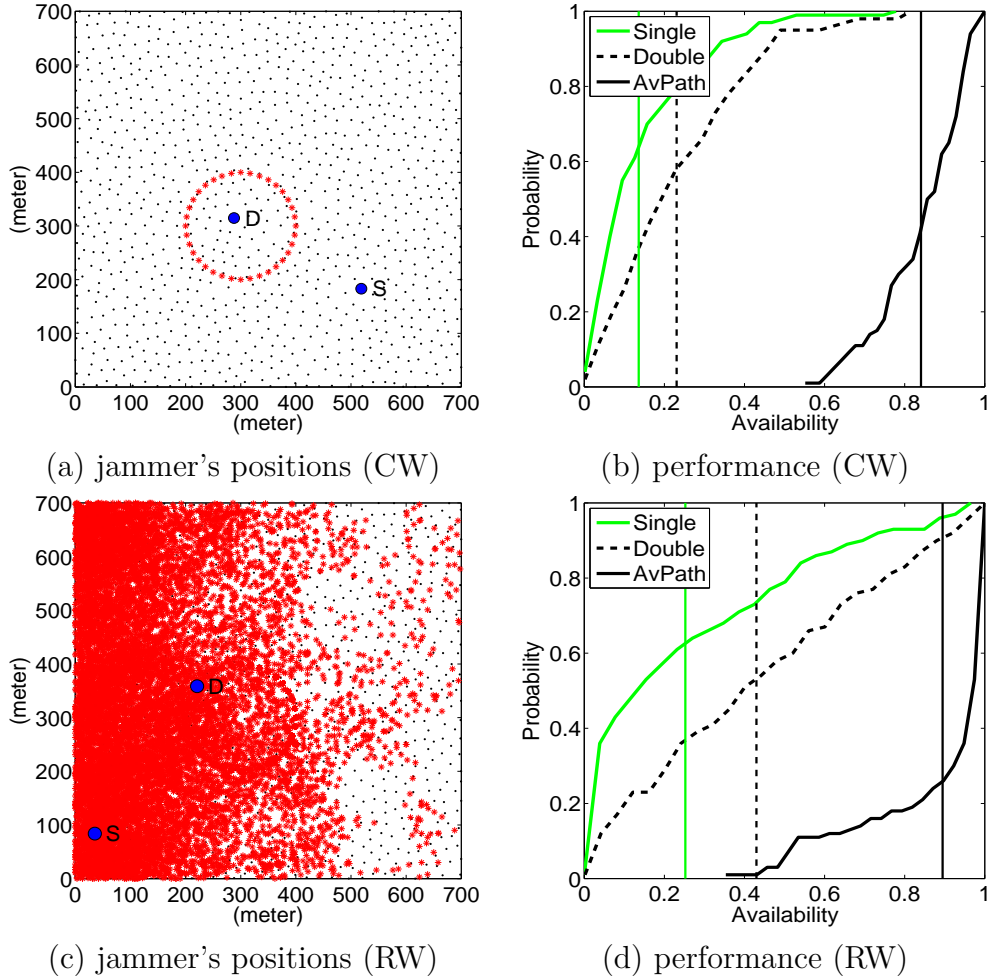 700
600
500
400
300
200
100
0
(meter)
D
S
0 100 200 300 400 500 600 700
(meter)
(a) jammer's positions (CW)
1
0.8
0.6
0.4
0.2
0
Probability
Single
Double
AvPath
0 0.2 0.4 0.6 0.8 1
Availability
(b) performance (CW)
700
600
500
400
300
200
100
0
(meter)
D
S
0 100 200 300 400 500 600 700
(meter)
(c) jammer's positions (RW)
1
0.8
0.6
0.4
0.2
0
Probability
Single
Double
AvPath
0 0.2 0.4 0.6 0.8 1
Availability
(d) performance (RW)